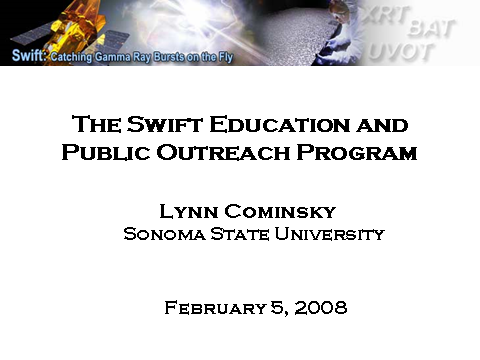 XRT
BAT
UVOT
Swift: Catching Gamma Ray Bursts on the Fly
The Swift Education and
Public Outreach Program
Lynn Cominsky
Sonoma State University
February 5, 2008